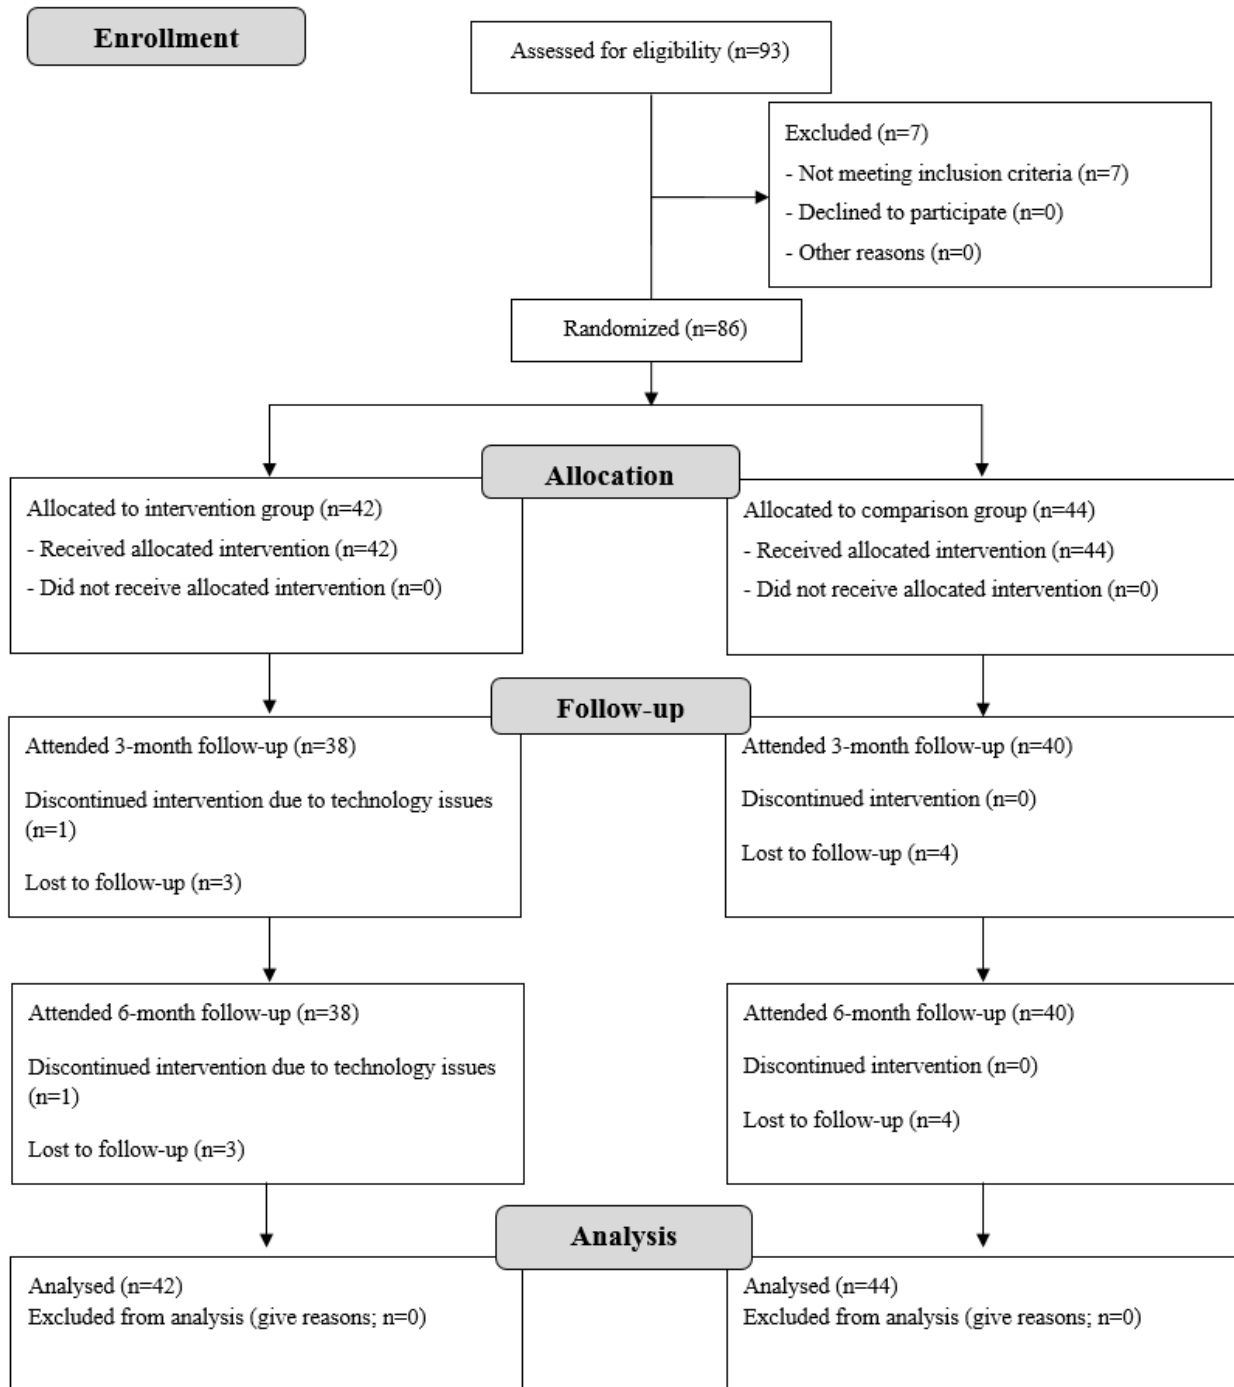 Enrollment
Assessed for eligibility (n=93)
Excluded (n=7)
- Not meeting inclusion criteria (n=7)
- Declined to participate (n=0)
- Other reasons (n=0)
Randomized (n=86)
Allocation
Allocated to intervention group (n=42)
- Received allocated intervention (n=42)
- Did not receive allocated intervention (n=0)
Allocated to comparison group (n=44)
- Received allocated intervention (n=44)
- Did not receive allocated intervention (n=0)
Follow-up
Attended 3-month follow-up (n=38)
Discontinued intervention due to technology issues
(n=1)
Lost to follow-up (n=3)
Attended 3-month follow-up (n=40)
Discontinued intervention (n=0)
Lost to follow-up (n=4)
Attended 6-month follow-up (n=38)
Discontinued intervention due to technology issues
(n=1)
Lost to follow-up (n=3)
Attended 6-month follow-up (n=40)
Discontinued intervention (n=0)
Lost to follow-up (n=4)
Analysis
Analysed (n=42)
Excluded from analysis (give reasons; n=0)
Analysed (n=44)
Excluded from analysis (give reasons; n=0)